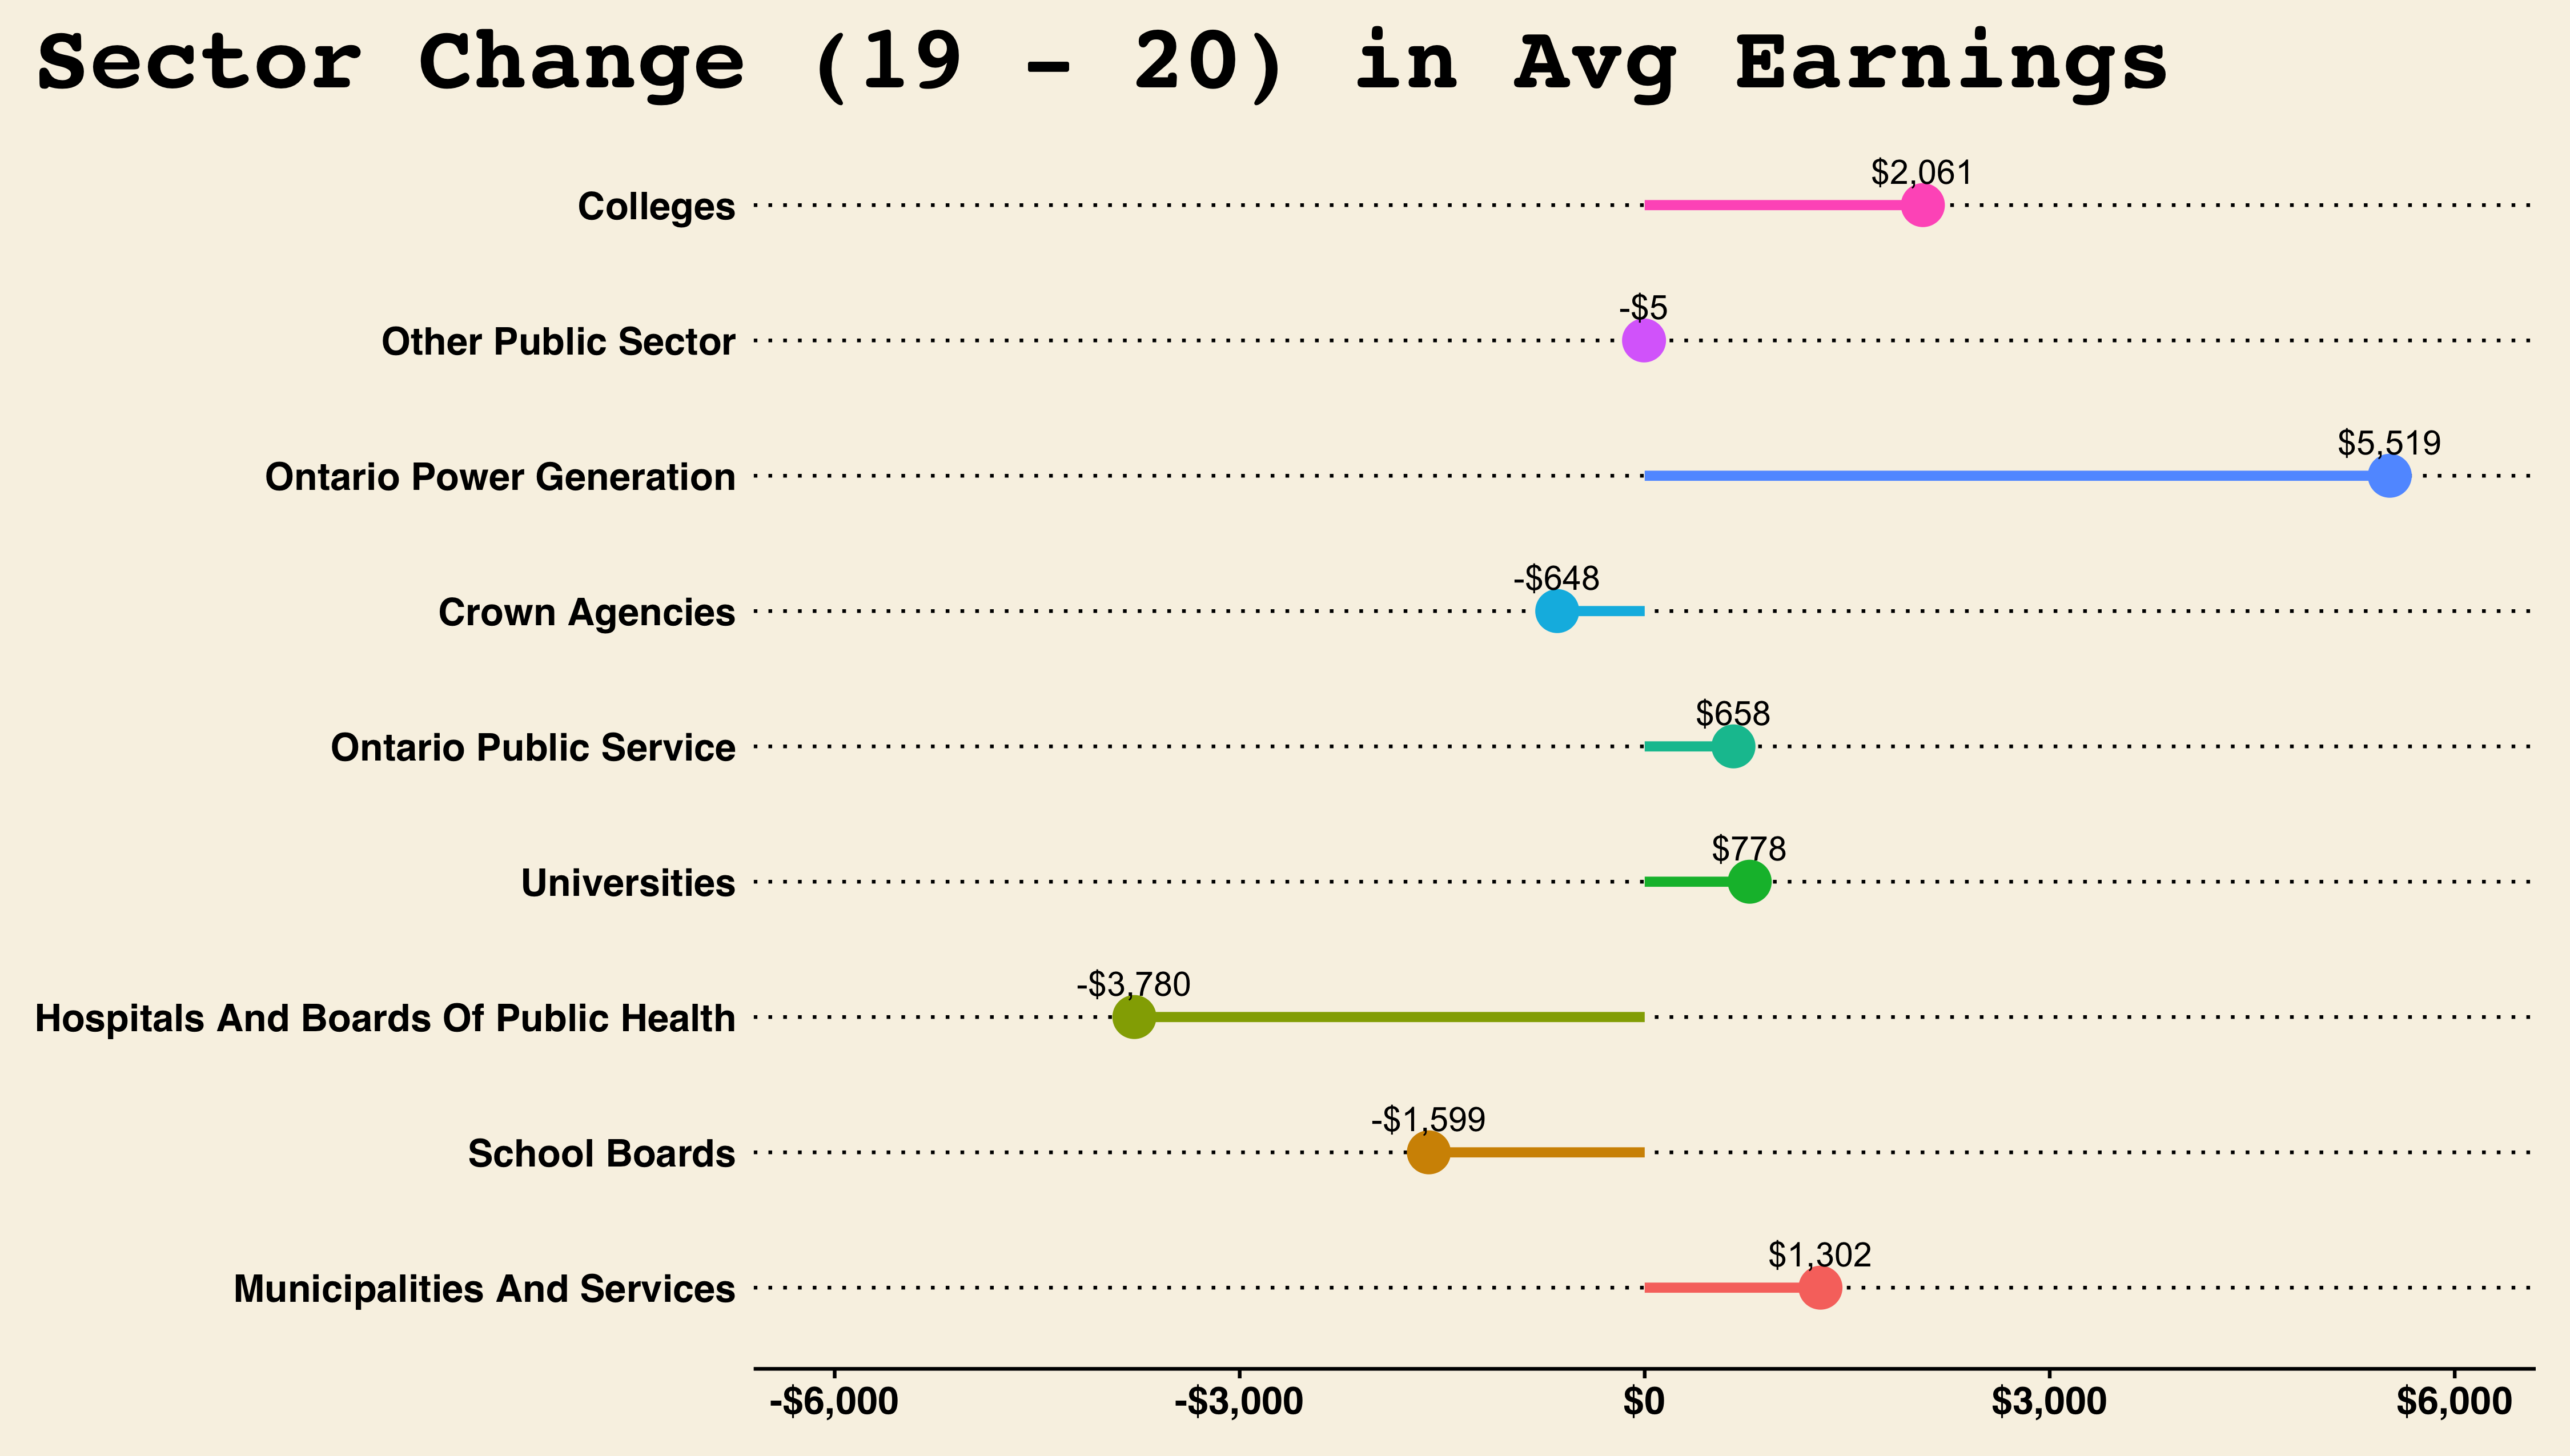 Sector Change (19 – 20) in Avg Earnings
$2,061
Colleges
-$5
Other Public Sector
$5,519
Ontario Power Generation
-$648
Crown Agencies
$658
Ontario Public Service
$778
Universities
-$3,780
Hospitals And Boards Of Public Health
-$1,599
School Boards
$1,302
Municipalities And Services
-$6,000 -$3,000 $0 $3,000 $6,000